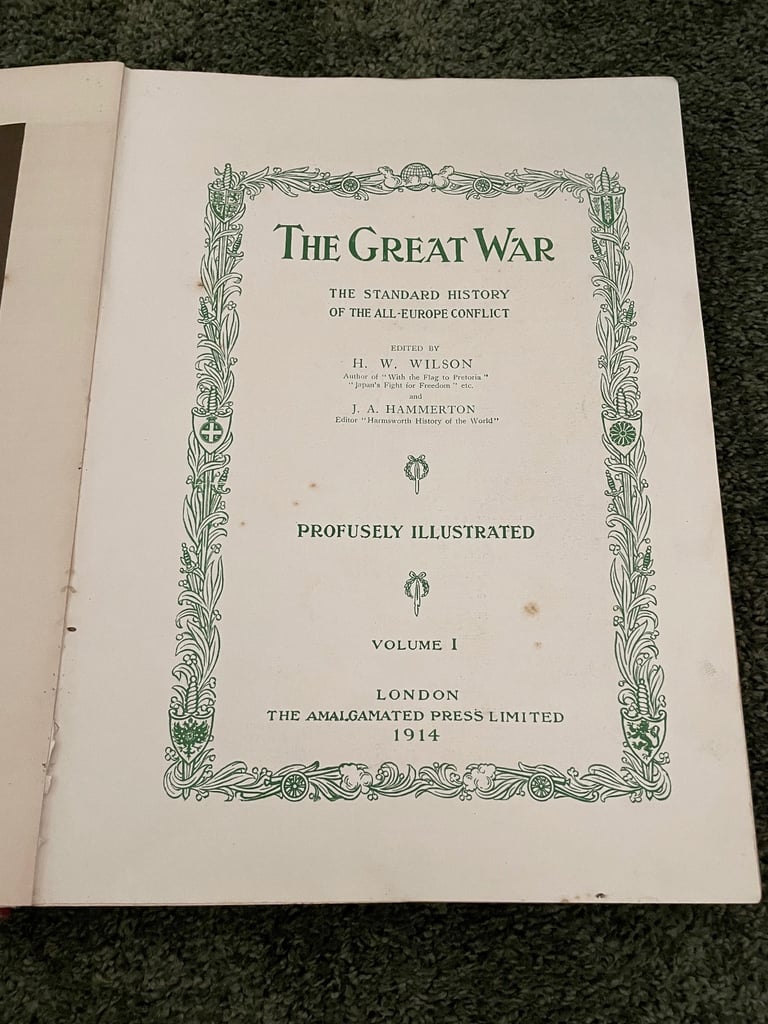 THE GREAT WAR
THE STANDARD HISTORY
OF THE ALL-EUROPE CONFLICT
EDITED BY
H. W. WILSON
Author of "With the Flag to Pretoria"
"Japan's Fight for Freedom" etc.
and
J. A. HAMMERTON
Editor "Harmsworth History of the World"
PROFUSELY ILLUSTRATED
VOLUME I
LONDON
THE AMALGAMATED PRESS LIMITED
1914